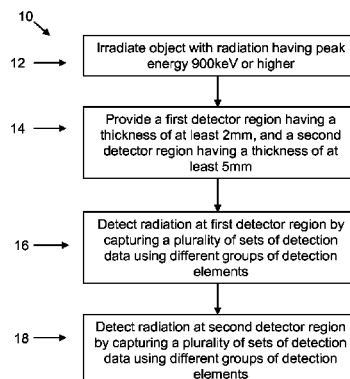 10
12
Irradiate object with radiation having peak
energy 900keV or higher
14
Provide a first detector region having a
thickness of at least 2mm, and a second
detector region having a thickness of at
least 5mm
16
Detect radiation at first detector region by
capturing a plurality of sets of detection
data using different groups of detection
elements
18
Detect radiation at second detector region
by capturing a plurality of sets of detection
data using different groups of detection
elements